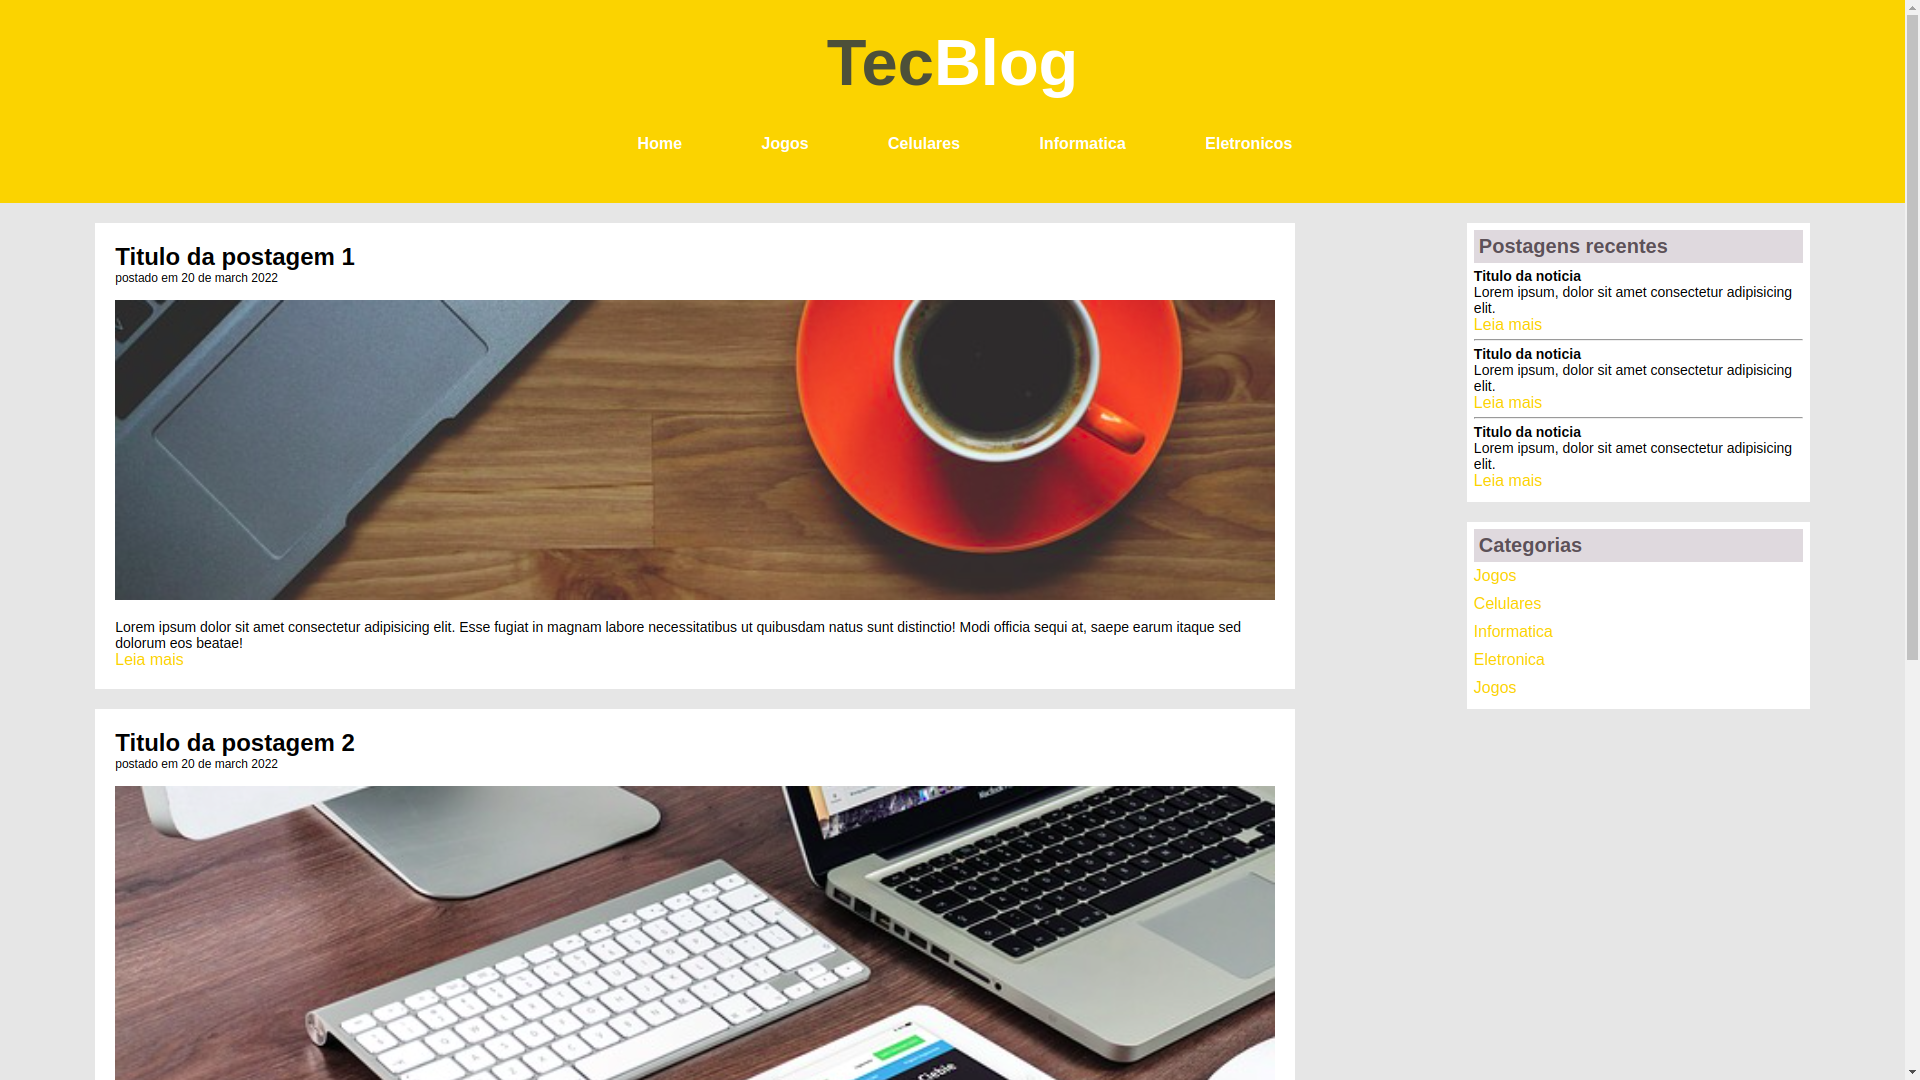 TecBlog
Home Jogos Celulares Informatica Eletronicos
Titulo da postagem 1
postado em 20 de march 2022
Lorem ipsum dolor sit amet consectetur adipisicing elit. Esse fugiat in magnam labore necessitatibus ut quibusdam natus sunt distinctio! Modi officia sequi at, saepe earum itaque sed
dolorum eos beatae!
Leia mais
Titulo da postagem 2
postado em 20 de march 2022
Ciebie
Postagens recentes
Titulo da noticia
Lorem ipsum, dolor sit amet consectetur adipisicing
elit.
Leia mais
Titulo da noticia
Lorem ipsum, dolor sit amet consectetur adipisicing
elit.
Leia mais
Titulo da noticia
Lorem ipsum, dolor sit amet consectetur adipisicing
elit.
Leia mais
Categorias
Jogos
Celulares
Informatica
Eletronica
Jogos